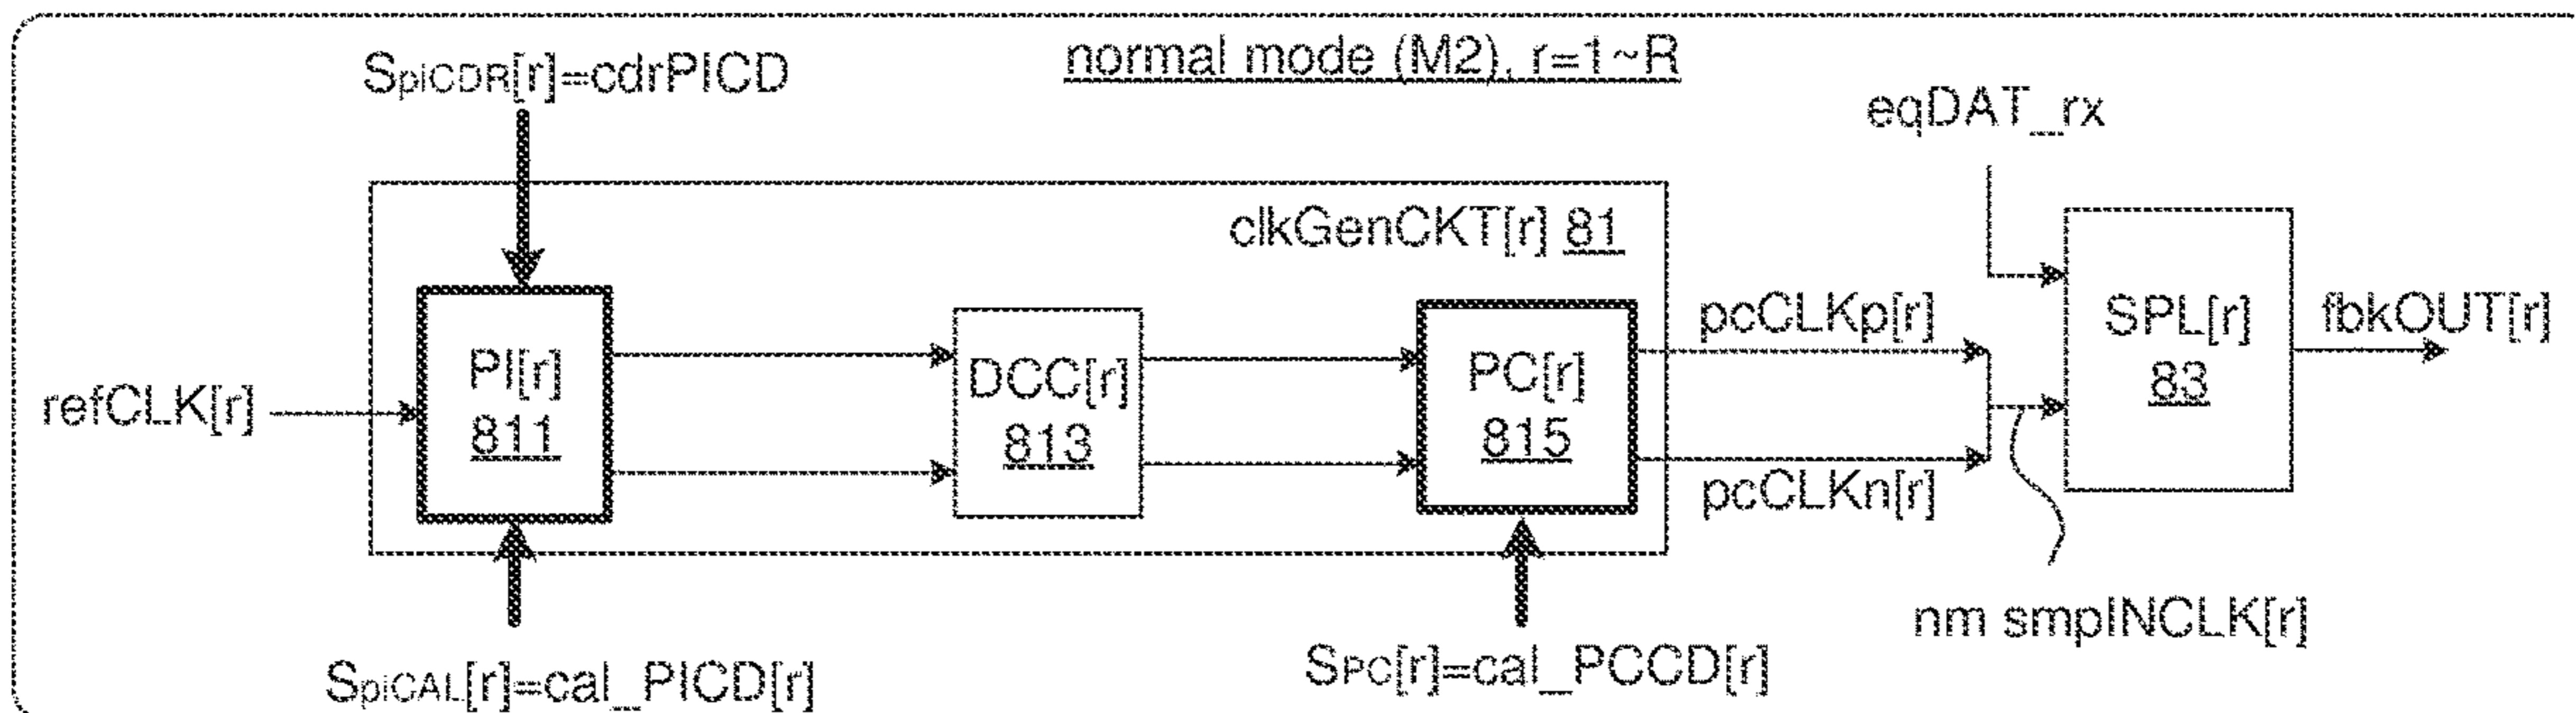 normal mode (M2), r=1~R
SpiCDR[r]=cdrPICD
eqDAT_rx
clkGenCKT[r] 81
refCLK[r]
PI[r]
811
DCC[r]
813
PC[r]
815
pcCLKp[r]
pcCLKn[r]
SPL[r]
83
fbkOUT[r]
nm smpINCLK[r]
SpiCAL[r]=cal_PICD[r]
SPC[r]=cal_PCCD[r]